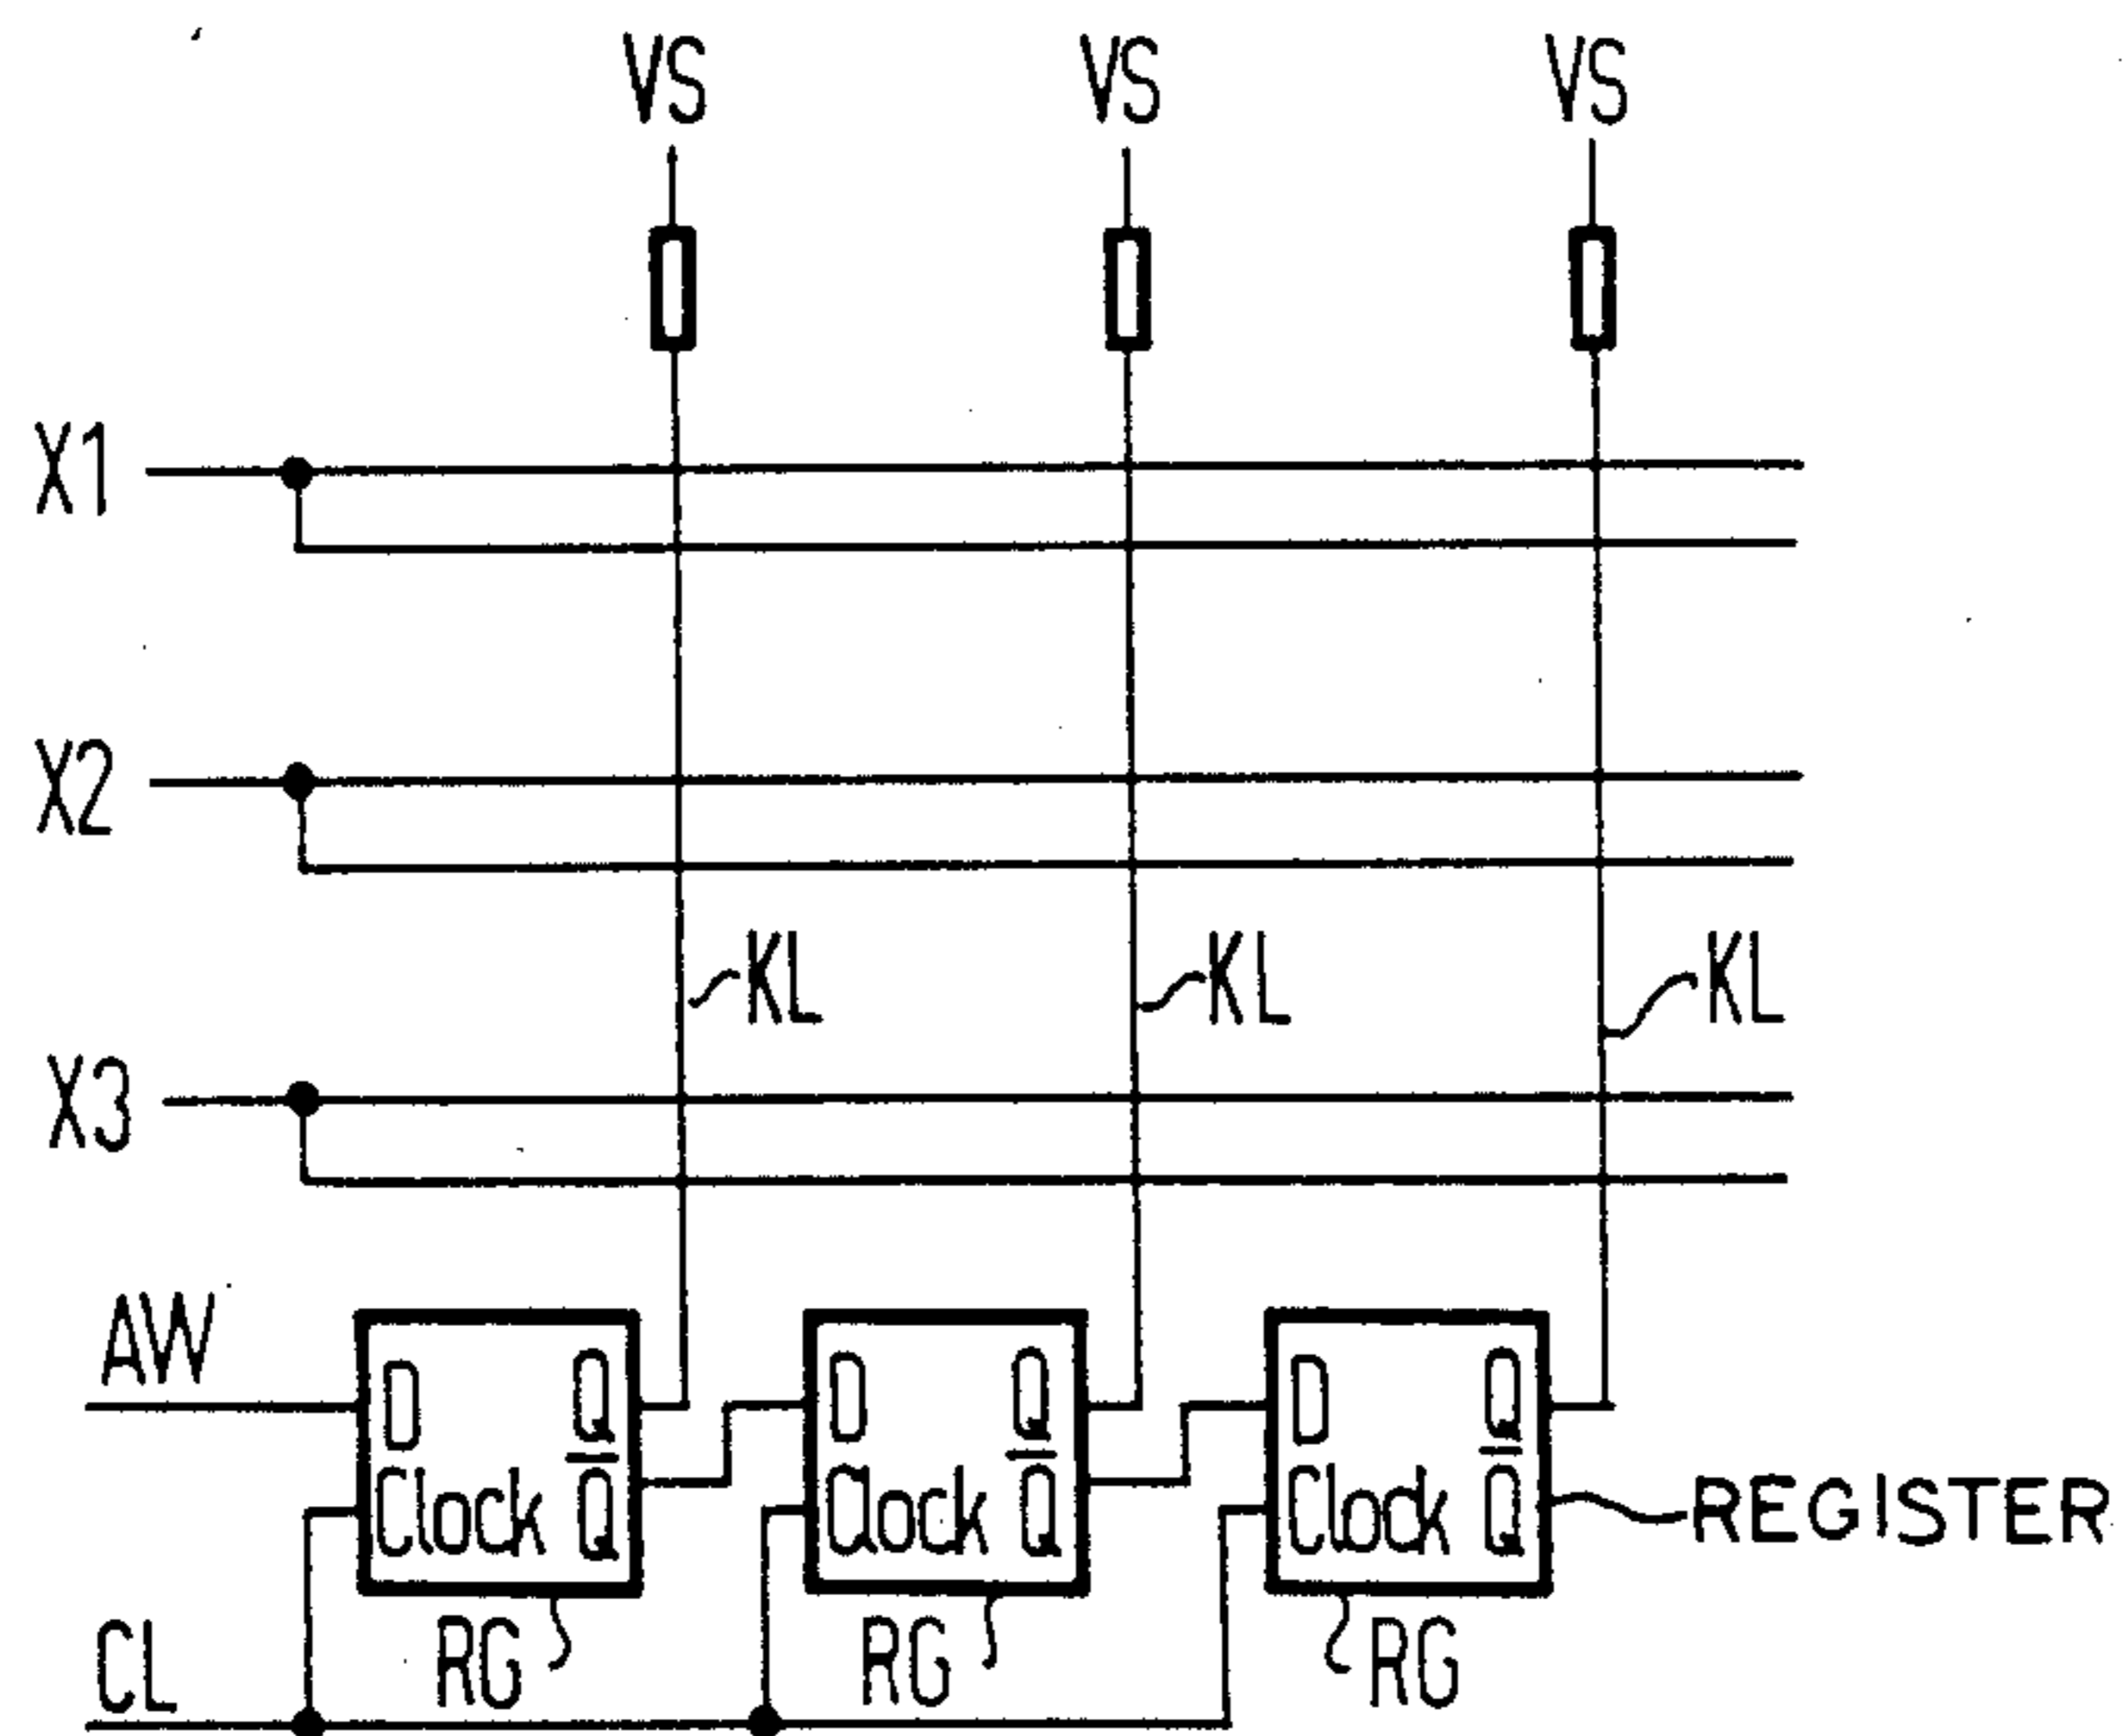 VS VS VS
X1
X2
KL KL KL
X3
AW
D Q D Q D Q
Clock Q̅ Clock Q̅ Clock Q̅
REGISTER
RG RG RG
CL